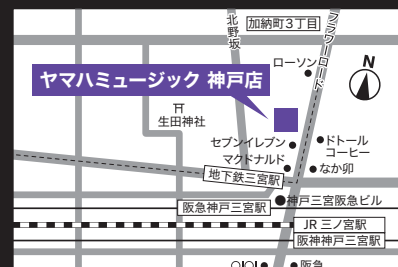 北野坂
加納町3丁目
フラワーロード
ローソン
N
ヤマハミュージック 神戸店
生田神社
セブンイレブン
ドトール
コーヒー
マクドナルド
なか卯
地下鉄三宮駅
神戸三宮阪急ビル
阪急神戸三宮駅
JR 三ノ宮駅
阪神神戸三宮駅
阪急